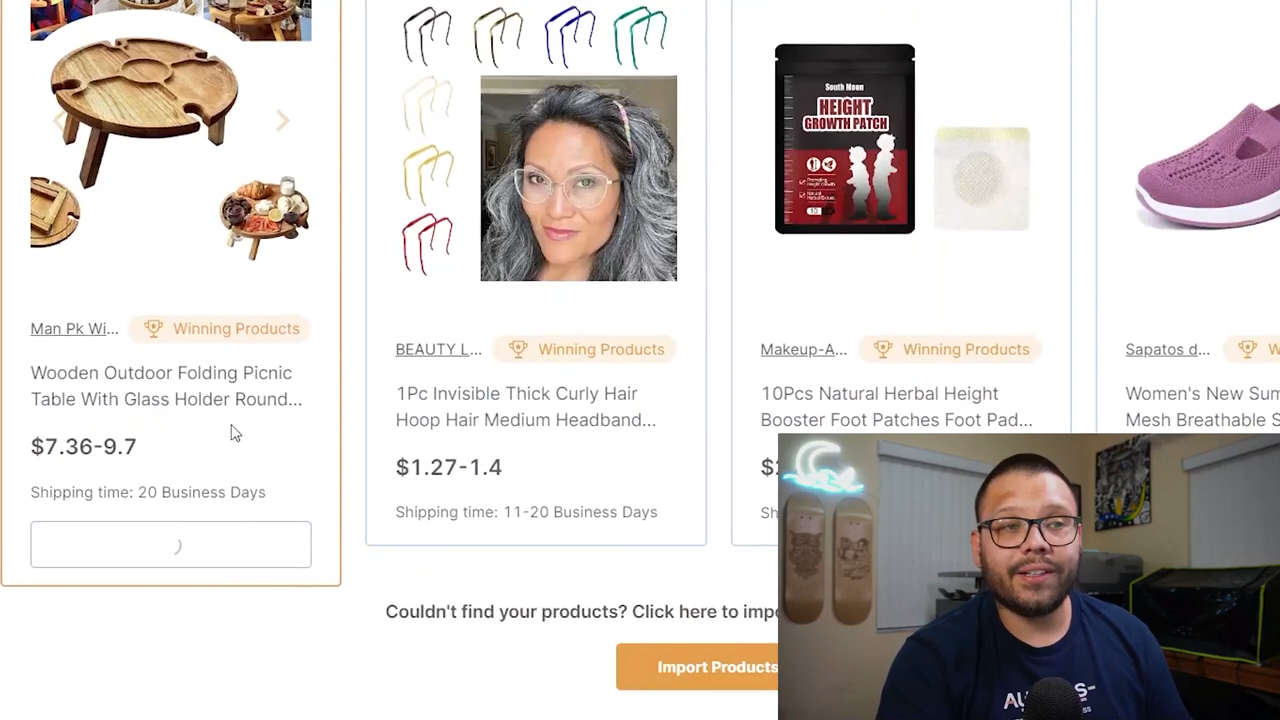 South Moon
HEIGHT
GROWTH PATCH
Man Pk Wi...
Winning Products
Wooden Outdoor Folding Picnic
Table With Glass Holder Round...
$7.36-9.7
Shipping time: 20 Business Days
BEAUTY L...
Winning Products
1Pc Invisible Thick Curly Hair
Hoop Hair Medium Headband...
$1.27-1.4
Shipping time: 11-20 Business Days
Makeup-A...
Winning Products
10Pcs Natural Herbal Height
Booster Foot Patches Foot Pad...
Sapatos d...
W
Women's New Sum
Mesh Breathable S
Couldn't find your products? Click here to impo
Import Products